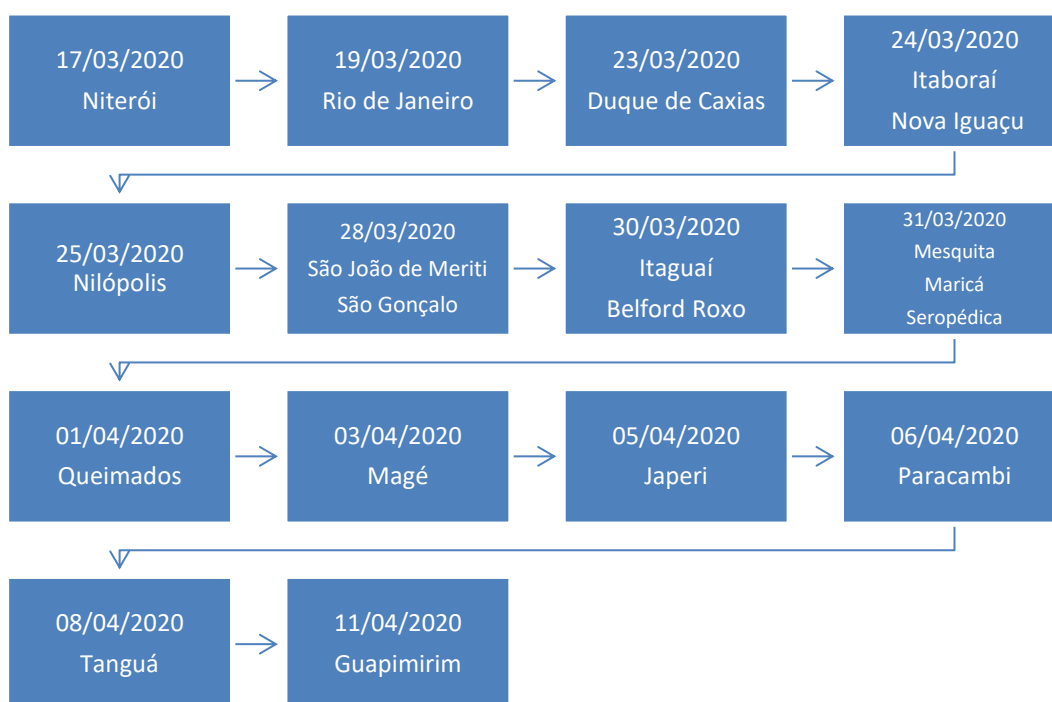 17/03/2020
Niterói
19/03/2020
Rio de Janeiro
23/03/2020
Duque de Caxias
24/03/2020
Itaboraí
Nova Iguaçu
25/03/2020
Nilópolis
28/03/2020
São João de Meriti
São Gonçalo
30/03/2020
Itaguaí
Belford Roxo
31/03/2020
Mesquita
Maricá
Seropédica
01/04/2020
Queimados
03/04/2020
Magé
05/04/2020
Japeri
06/04/2020
Paracambi
08/04/2020
Tanguá
11/04/2020
Guapimirim